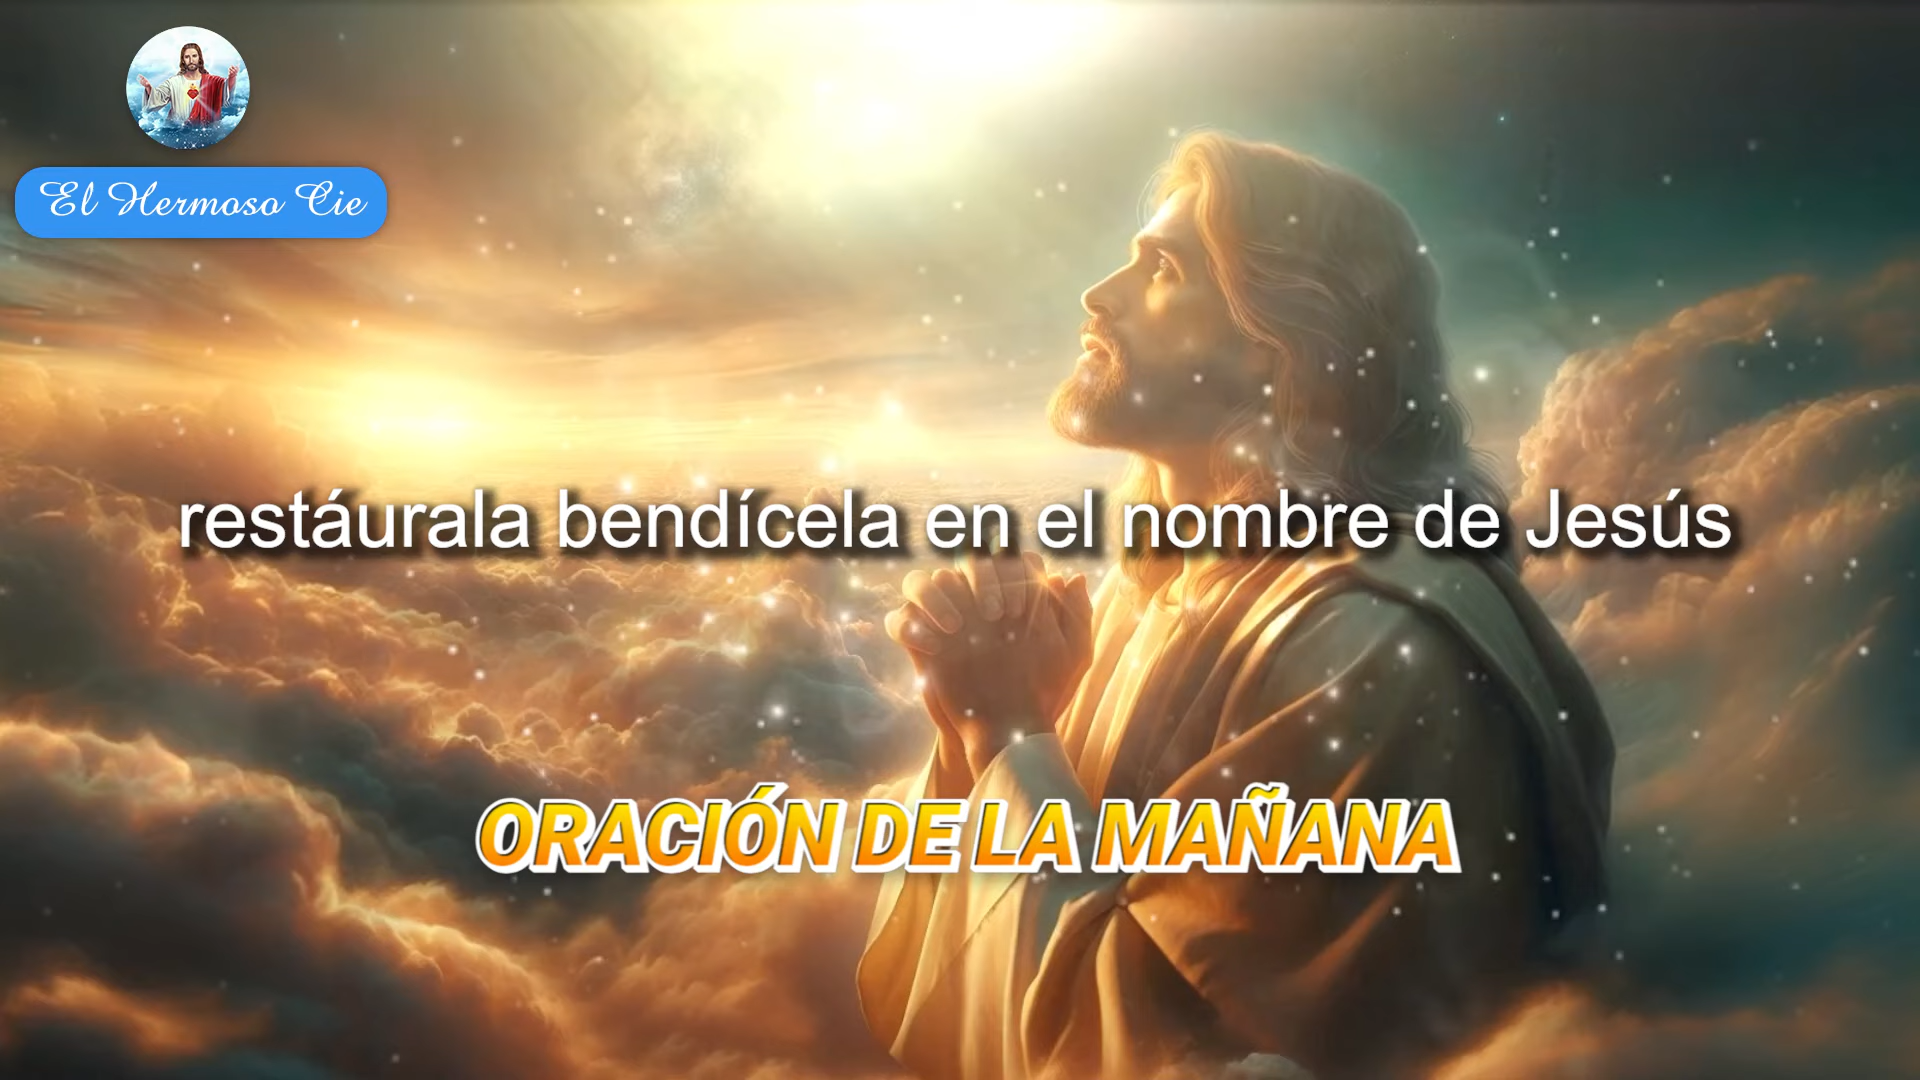 El Hermoso Cie
restáurala bendícela en el nombre de Jesús
ORACIÓN DE LA MAÑANA